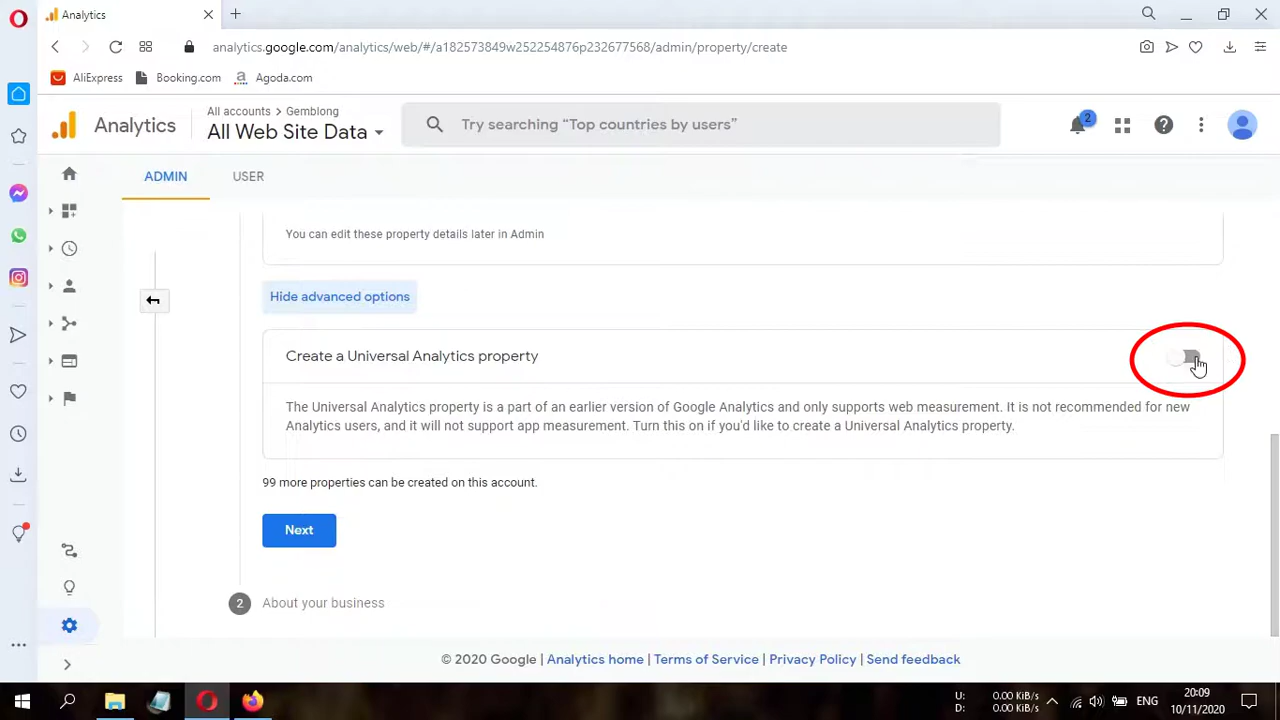 Analytics
analytics.google.com/analytics/web/#/a182573849w252254876p232677568/admin/property/create
AliExpress
Booking.com
Agoda.com
Analytics
All accounts > Gemblong
All Web Site Data
Try searching “Top countries by users”
2
ADMIN
USER
You can edit these property details later in Admin
Hide advanced options
Create a Universal Analytics property
The Universal Analytics property is a part of an earlier version of Google Analytics and only supports web measurement. It is not recommended for new
Analytics users, and it will not support app measurement. Turn this on if you'd like to create a Universal Analytics property.
99 more properties can be created on this account.
Next
2 About your business
© 2020 Google | Analytics home | Terms of Service | Privacy Policy | Send feedback
U: 0.00 KiB/s
D: 0.00 KiB/s
ENG
20:09
10/11/2020